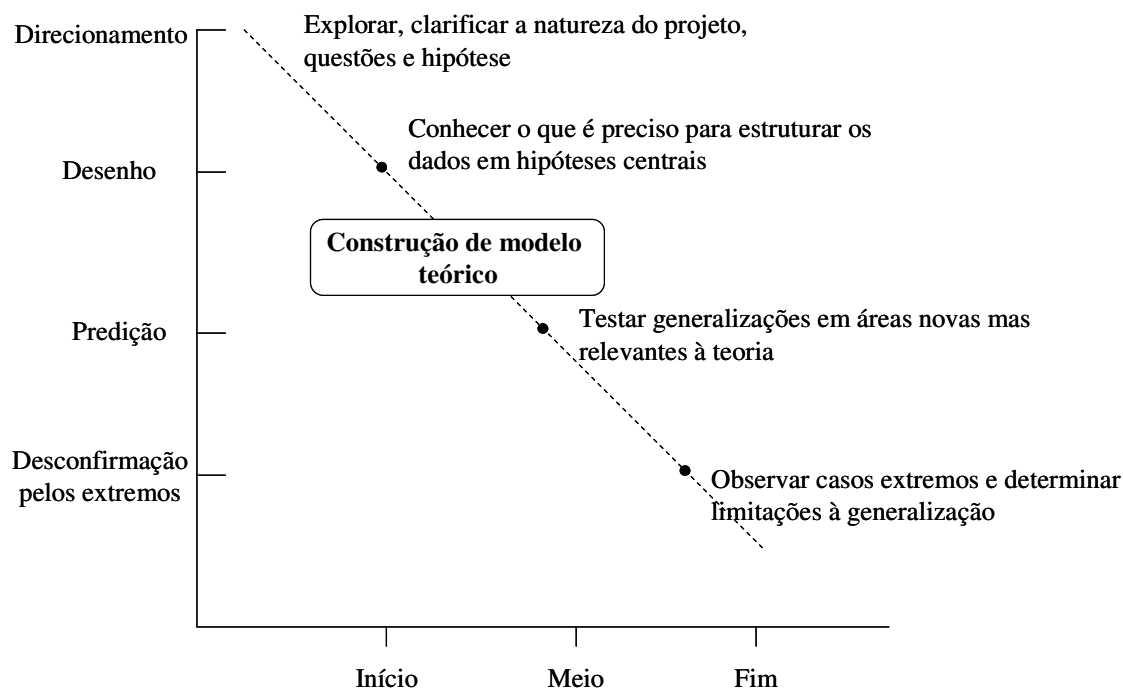 Direcionamento
Explorar, clarificar a natureza do projeto,
questões e hipótese
Desenho
Conhecer o que é preciso para estruturar os
dados em hipóteses centrais
Construção de modelo
teórico
Predição
Testar generalizações em áreas novas mas
relevantes à teoria
Desconfirmação
pelos extremos
Observar casos extremos e determinar
limitações à generalização
Início
Meio
Fim